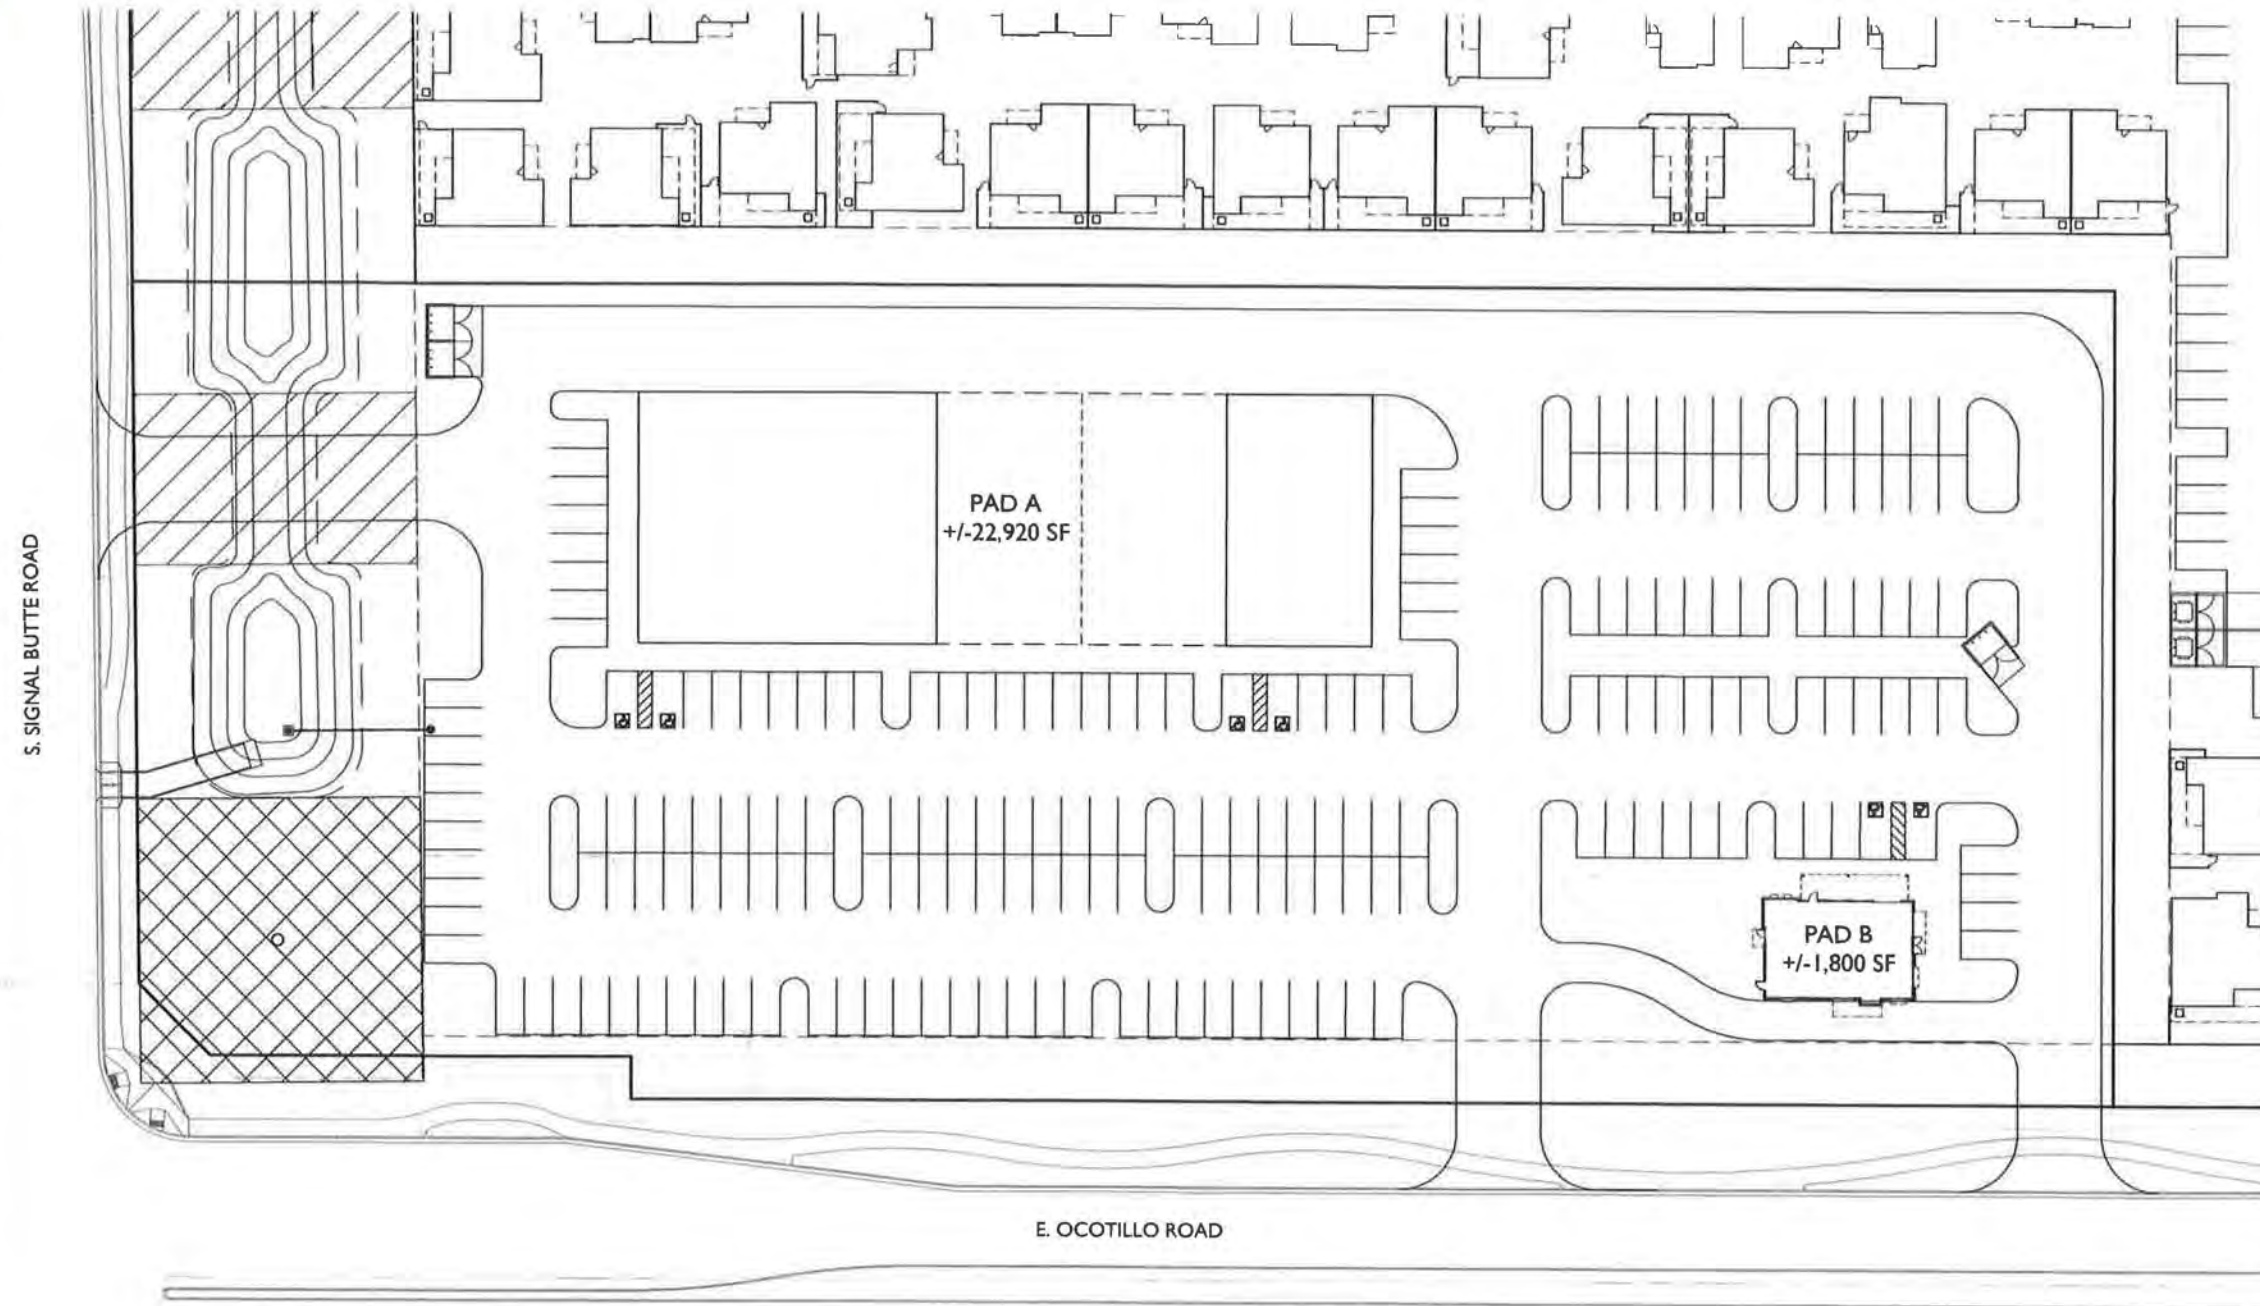 PAD A
+/-22,920 SF
S. SIGNAL BUTTE ROAD
PAD B
+/-1,800 SF
E. OCOTILLO ROAD